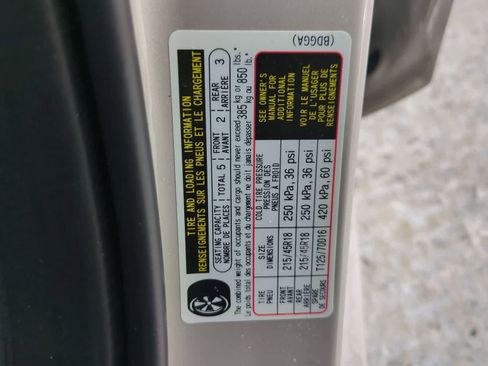 (BDGGA)
TIRE AND LOADING INFORMATION
RENSEIGNEMENTS SUR LES PNEUS ET LE CHARGEMENT
SEATING CAPACITY TOTAL 5 FRONT 2 REAR 3
NOMBRE DE PLACES AVANT ARRIÈRE
The combined weight of occupants and cargo should never exceed 385 kg or 850 lbs.*
Le poids total des occupants et du chargement ne doit jamais dépasser kg ou lb.*
TIRE SIZE COLD TIRE PRESSURE SEE OWNER'S MANUAL FOR ADDITIONAL INFORMATION
PNEU DIMENSIONS PRESSION DES PNEUS À FROID VOIR LE MANUEL DE L'USAGER POUR PLUS DE RENSEIGNEMENTS
FRONT AVANT 215/45R18 250 kPa, 36 psi
REAR ARRIÈRE 215/45R18 250 kPa, 36 psi
SPARE DE SECOURS T125/70D16 420 kPa, 60 psi